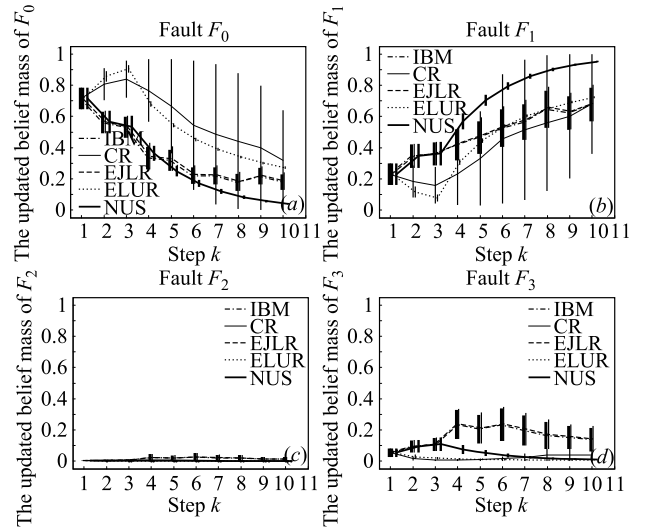 Fault F0
The updated belief mass of F0
1
0.8
0.6
0.4
0.2
0
IBM
CR
EJLR
ELUR
NUS
(a)
1 2 3 4 5 6 7 8 9 10 11
Step k
Fault F1
The updated belief mass of F1
1
0.8
0.6
0.4
0.2
0
IBM
CR
EJLR
ELUR
NUS
(b)
1 2 3 4 5 6 7 8 9 10 11
Step k
Fault F2
The updated belief mass of F2
1
0.8
0.6
0.4
0.2
0
IBM
CR
EJLR
ELUR
NUS
(c)
1 2 3 4 5 6 7 8 9 10 11
Step k
Fault F3
The updated belief mass of F3
1
0.8
0.6
0.4
0.2
0
IBM
CR
EJLR
ELUR
NUS
(d)
1 2 3 4 5 6 7 8 9 10 11
Step k